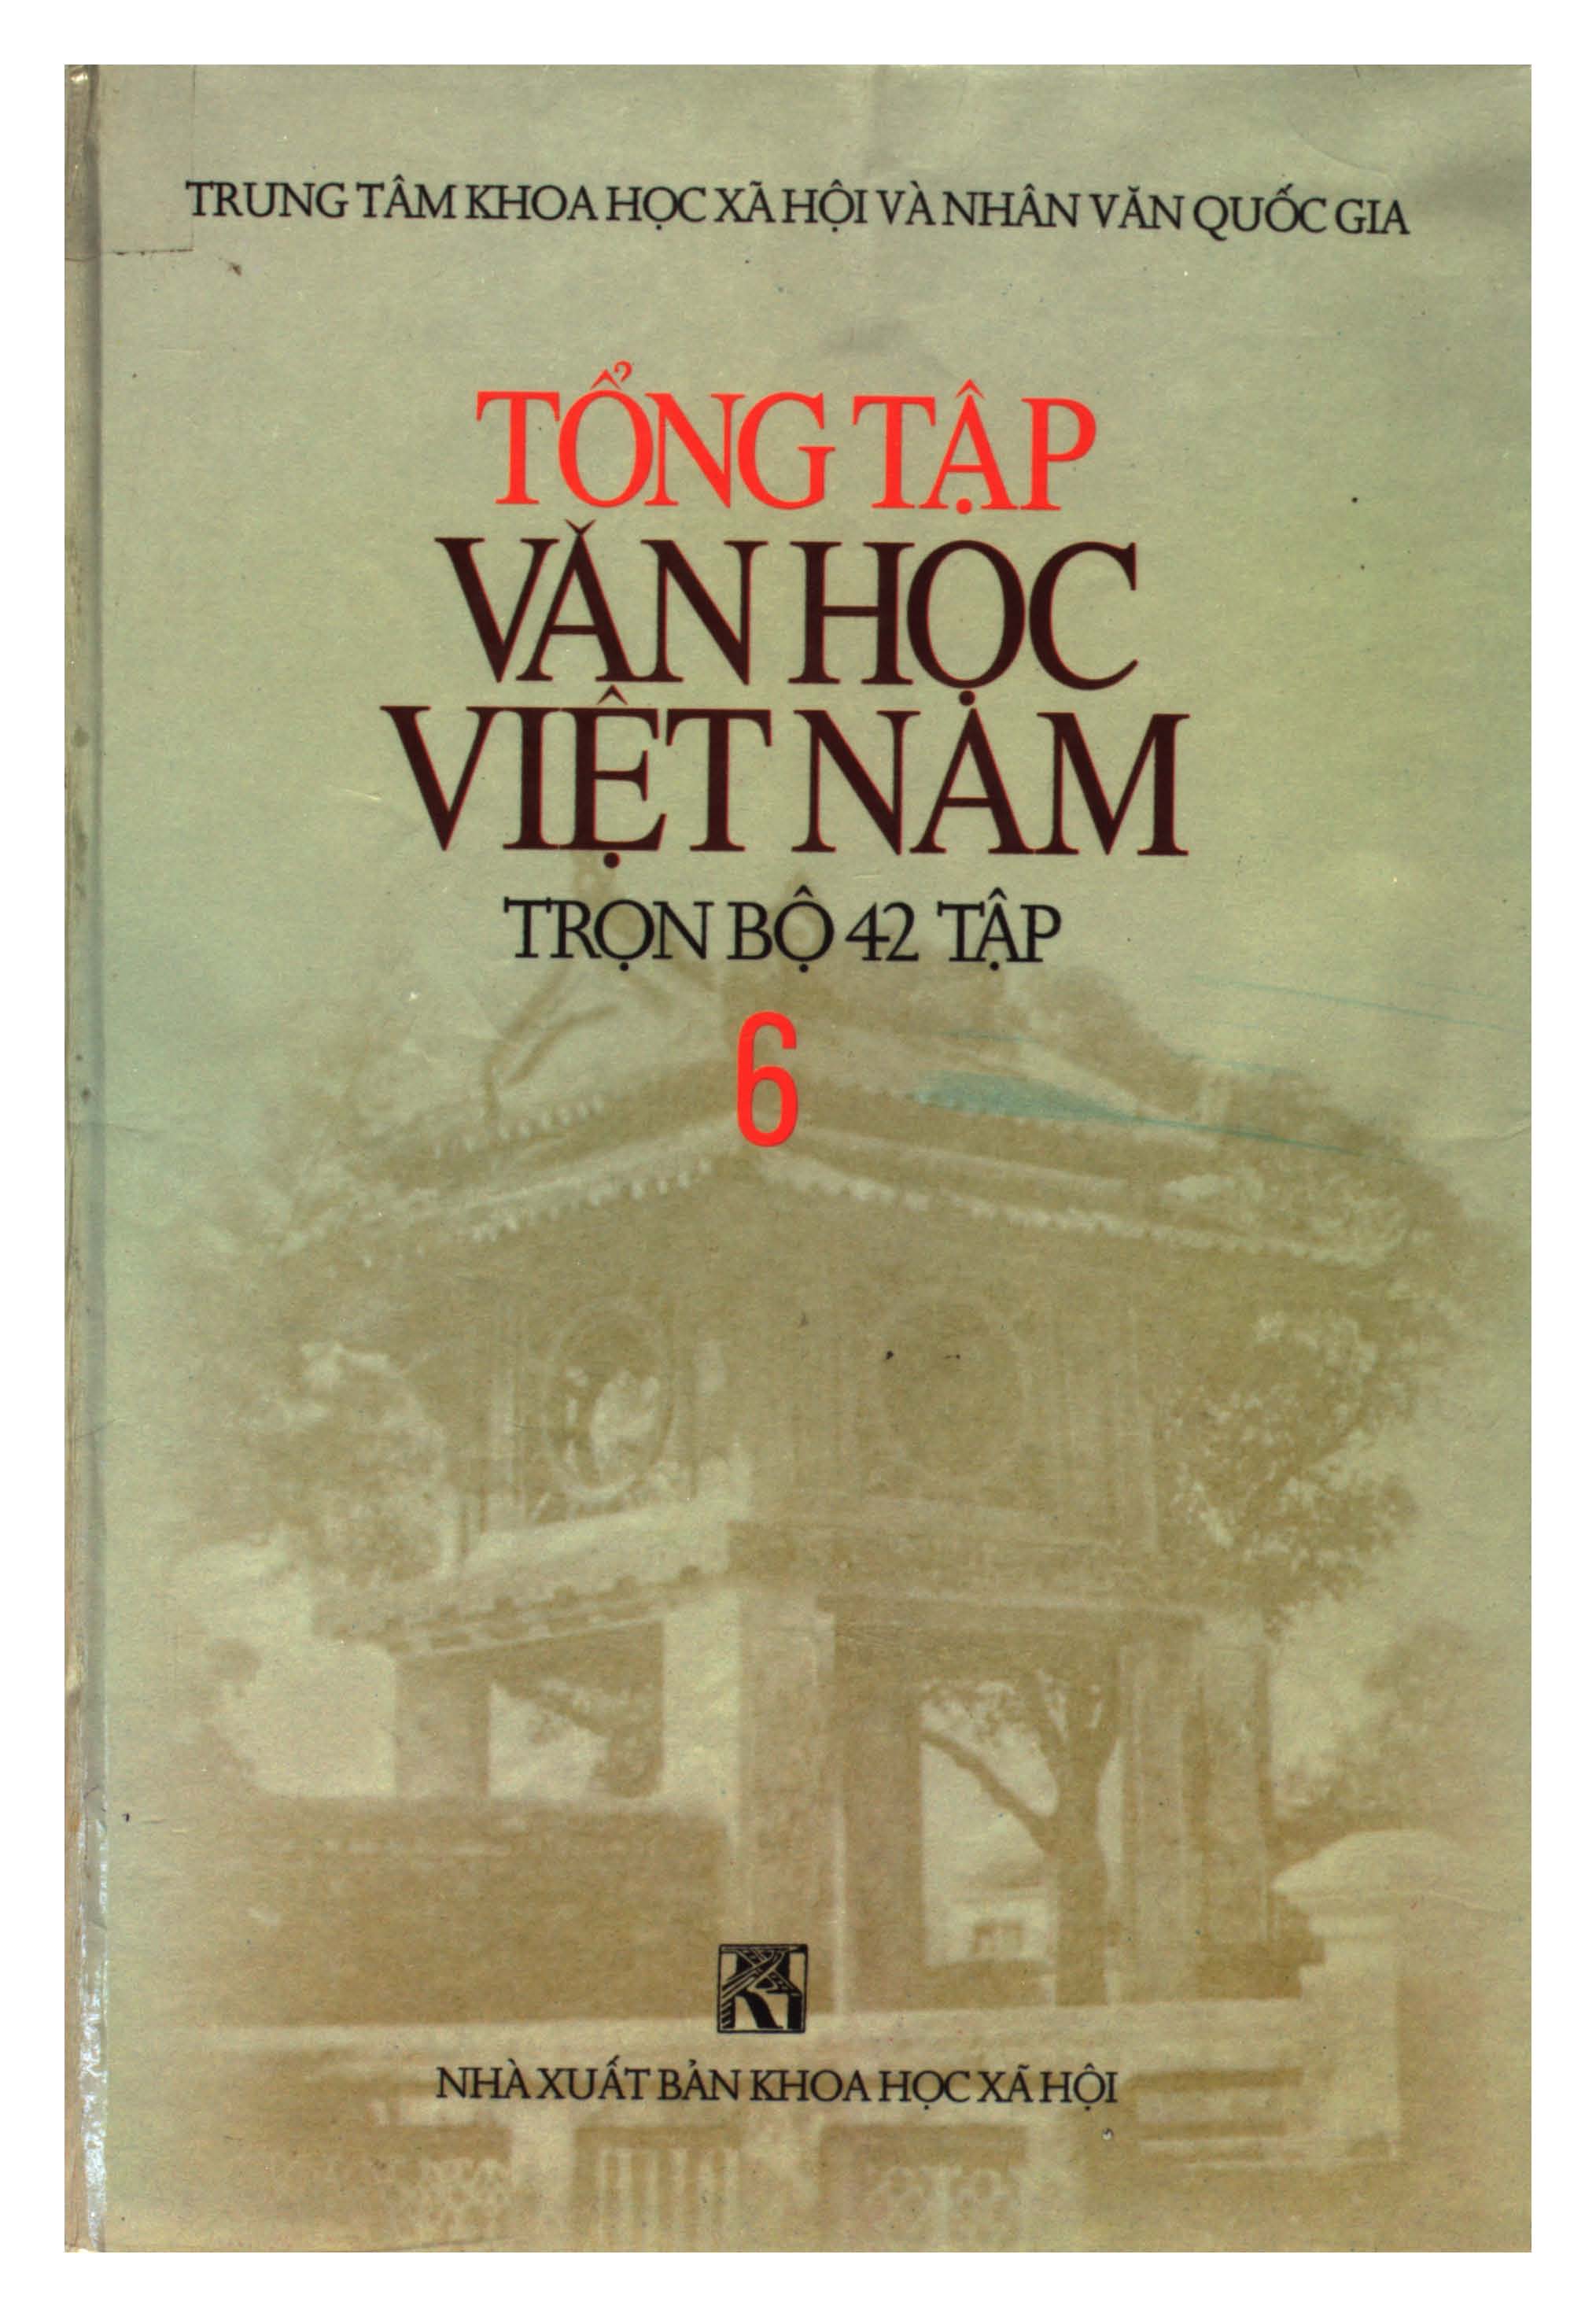 TRUNG TÂM KHOA HỌC XÃ HỘI VÀ NHÂN VĂN QUỐC GIA
TỔNG TẬP
VĂN HỌC
VIỆT NAM
TRỌN BỘ 42 TẬP
6
NHÀ XUẤT BẢN KHOA HỌC XÃ HỘI